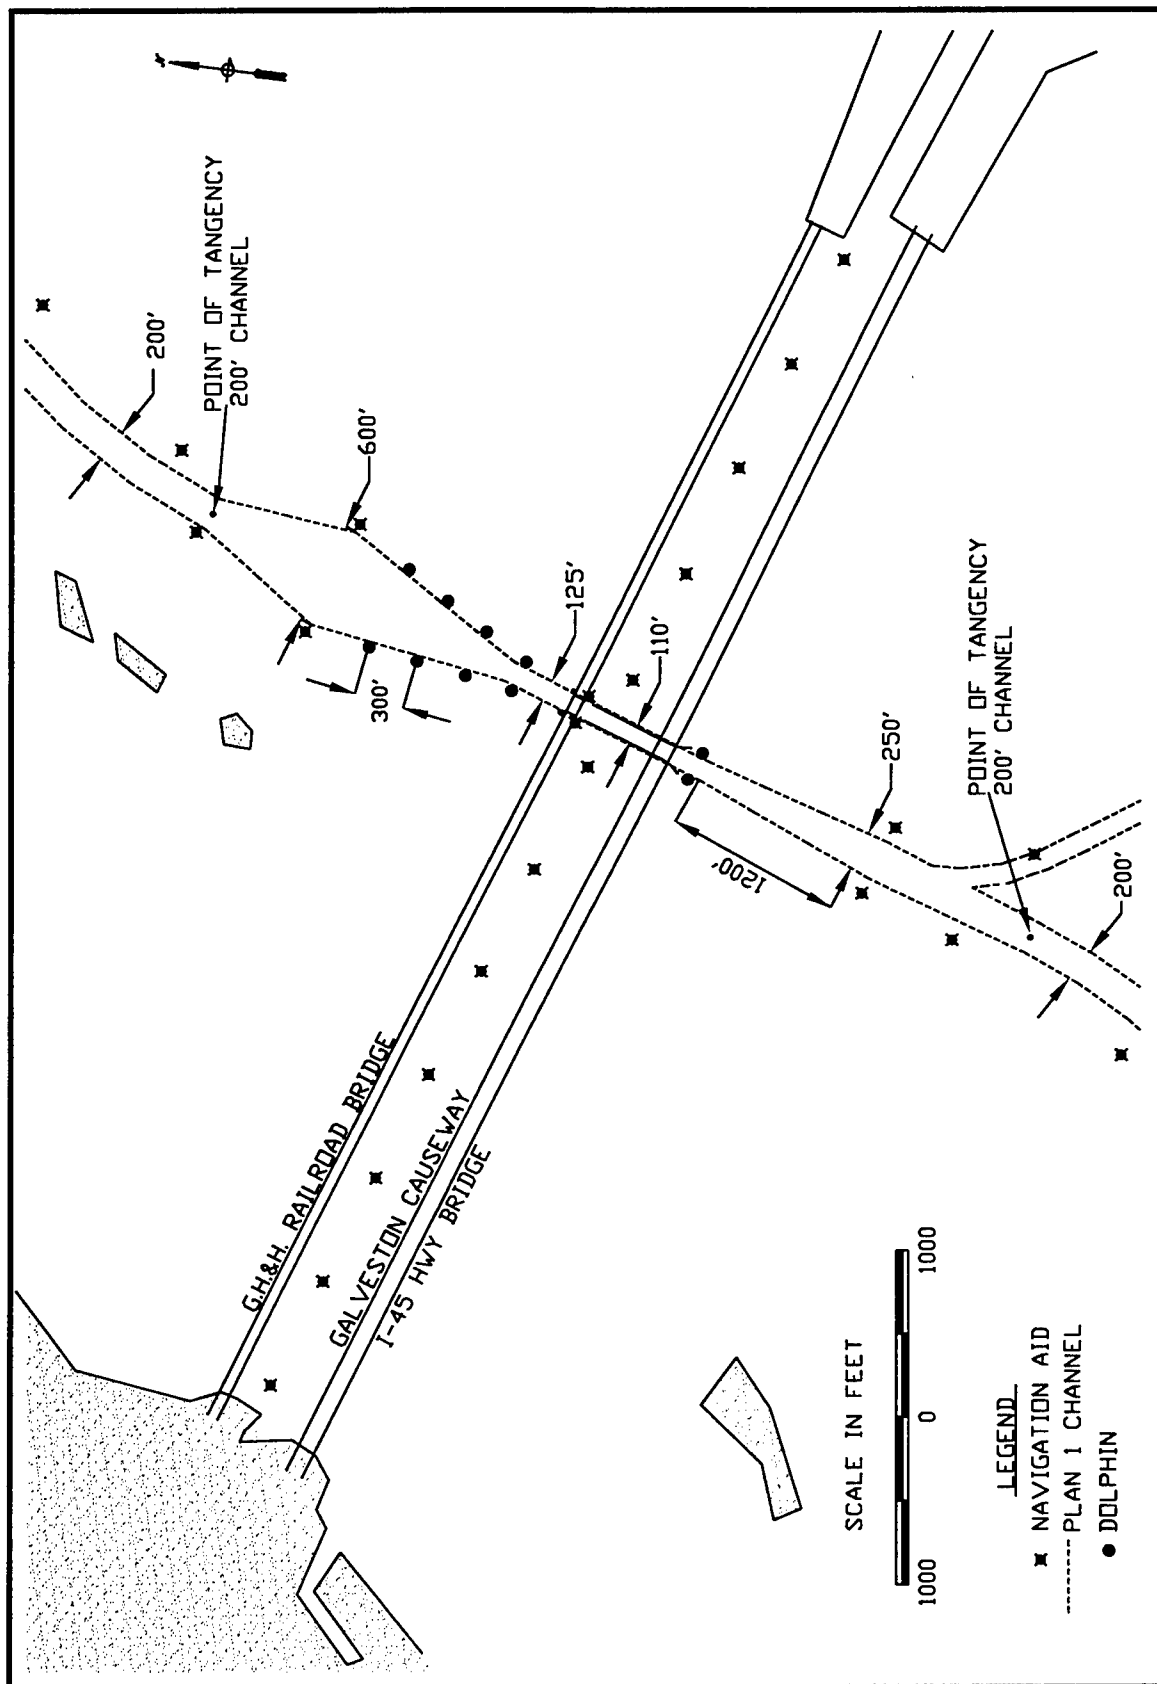 N
200'
POINT OF TANGENCY
200' CHANNEL
600'
300'
125'
110'
1200'
250'
POINT OF TANGENCY
200' CHANNEL
200'
G.H.&H. RAILROAD BRIDGE
GALVESTON CAUSEWAY
I-45 HWY BRIDGE
SCALE IN FEET
1000 0 1000
LEGEND
NAVIGATION AID
PLAN 1 CHANNEL
DOLPHIN